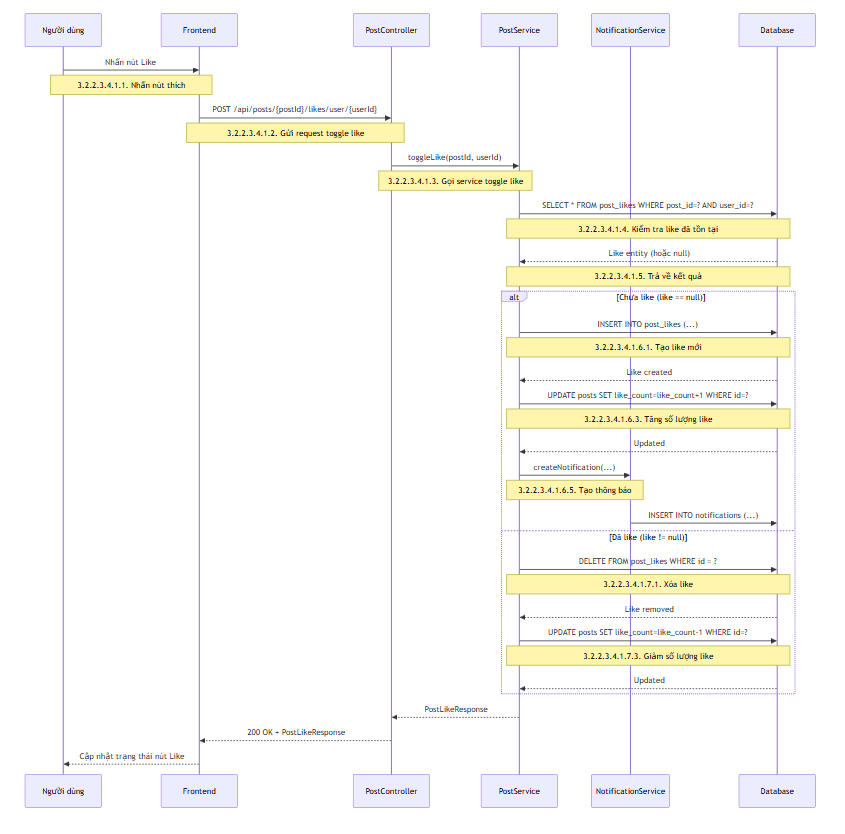 Người dùng
Frontend
PostController
PostService
NotificationService
Database
Nhấn nút Like
3.2.2.3.4.1.1. Nhấn nút thích
POST /api/posts/{postId}/likes/user/{userId}
3.2.2.3.4.1.2. Gửi request toggle like
toggleLike(postId, userId)
3.2.2.3.4.1.3. Gọi service toggle like
SELECT * FROM post_likes WHERE post_id=? AND user_id=?
3.2.2.3.4.1.4. Kiểm tra like đã tồn tại
Like entity (hoặc null)
3.2.2.3.4.1.5. Trả về kết quả
alt
[Chưa like (like == null)]
INSERT INTO post_likes (...)
3.2.2.3.4.1.6.1. Tạo like mới
Like created
UPDATE posts SET like_count=like_count+1 WHERE id=?
3.2.2.3.4.1.6.3. Tăng số lượng like
Updated
createNotification(...)
3.2.2.3.4.1.6.5. Tạo thông báo
INSERT INTO notifications (...)
[Đã like (like != null)]
DELETE FROM post_likes WHERE id = ?
3.2.2.3.4.1.7.1. Xóa like
Like removed
UPDATE posts SET like_count=like_count-1 WHERE id=?
3.2.2.3.4.1.7.3. Giảm số lượng like
Updated
PostLikeResponse
200 OK + PostLikeResponse
Cập nhật trạng thái nút Like
Người dùng
Frontend
PostController
PostService
NotificationService
Database